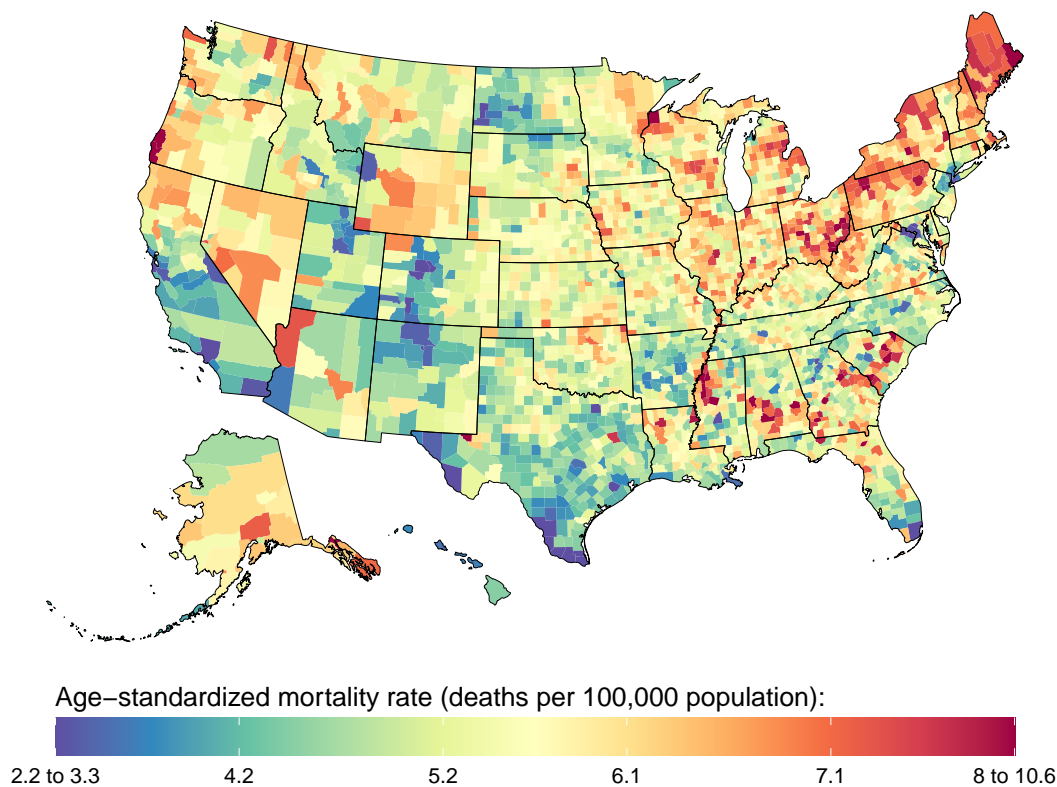 Age−standardized mortality rate (deaths per 100,000 population):
2.2 to 3.3 4.2 5.2 6.1 7.1 8 to 10.6